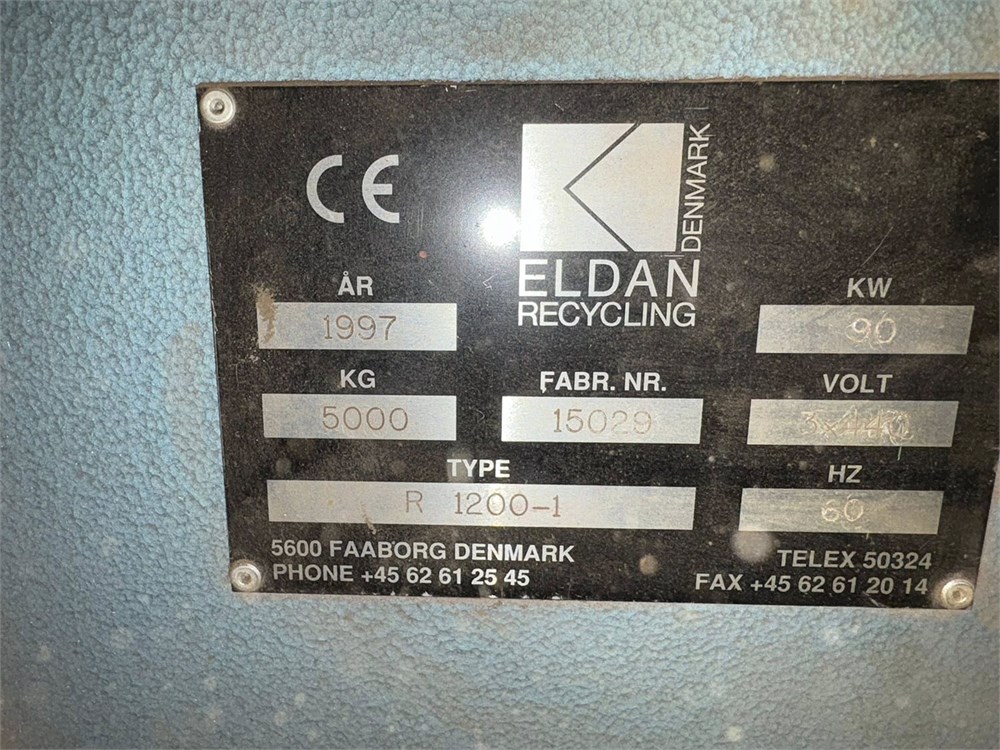 CE
DENMARK
ELDAN
RECYCLING
ÅR
1997
KG
5000
FABR. NR.
15029
TYPE
R 1200-1
KW
90
VOLT
HZ
60
5600 FAABORG DENMARK
PHONE +45 62 61 25 45
TELEX 50324
FAX +45 62 61 20 14